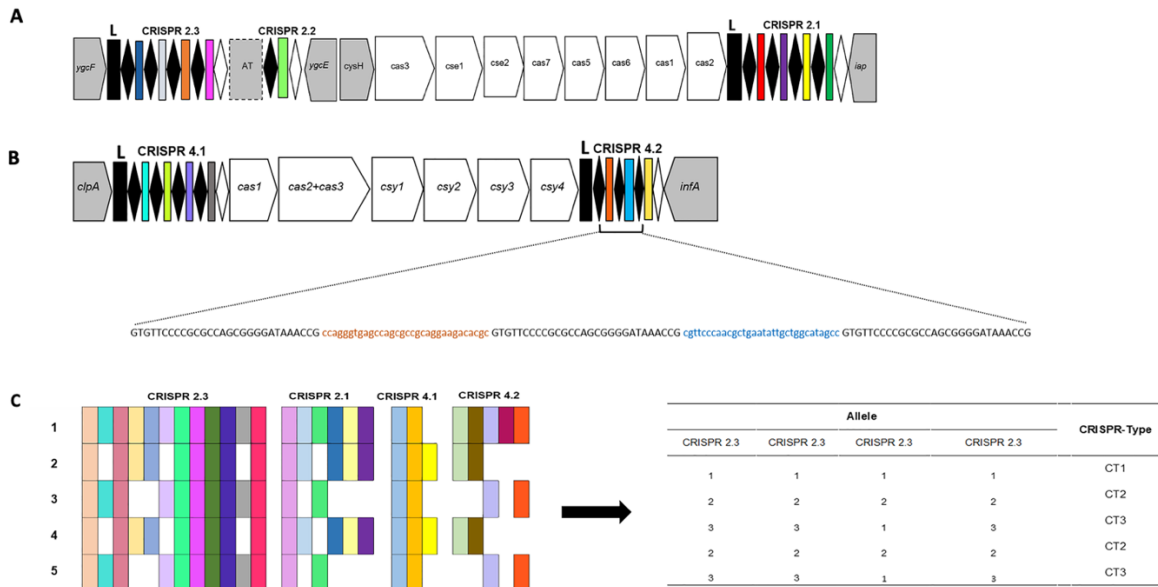 A
L CRISPR 2.3 CRISPR 2.2 L CRISPR 2.1
ygcF AT ygcE cysH cas3 cse1 cse2 cas7 cas5 cas6 cas1 cas2 iap
B
L CRISPR 4.1 L CRISPR 4.2
clpA cas1 cas2+cas3 csy1 csy2 csy3 csy4 infA
GTGTTCCCCGCGCCAGCGGGGATAAACCG ccagggtgagccagcgccgcaggaagacacgc GTGTTCCCCGCGCCAGCGGGGATAAACCG cgttcccaacgctgaatattgctggcatagcc GTGTTCCCCGCGCCAGCGGGGATAAACCG
C
CRISPR 2.3 CRISPR 2.1 CRISPR 4.1 CRISPR 4.2
1
2
3
4
5
Allele CRISPR-Type
CRISPR 2.3 CRISPR 2.3 CRISPR 2.3 CRISPR 2.3
1 1 1 1 CT1
2 2 2 2 CT2
3 3 1 3 CT3
2 2 2 2 CT2
3 3 1 3 CT3